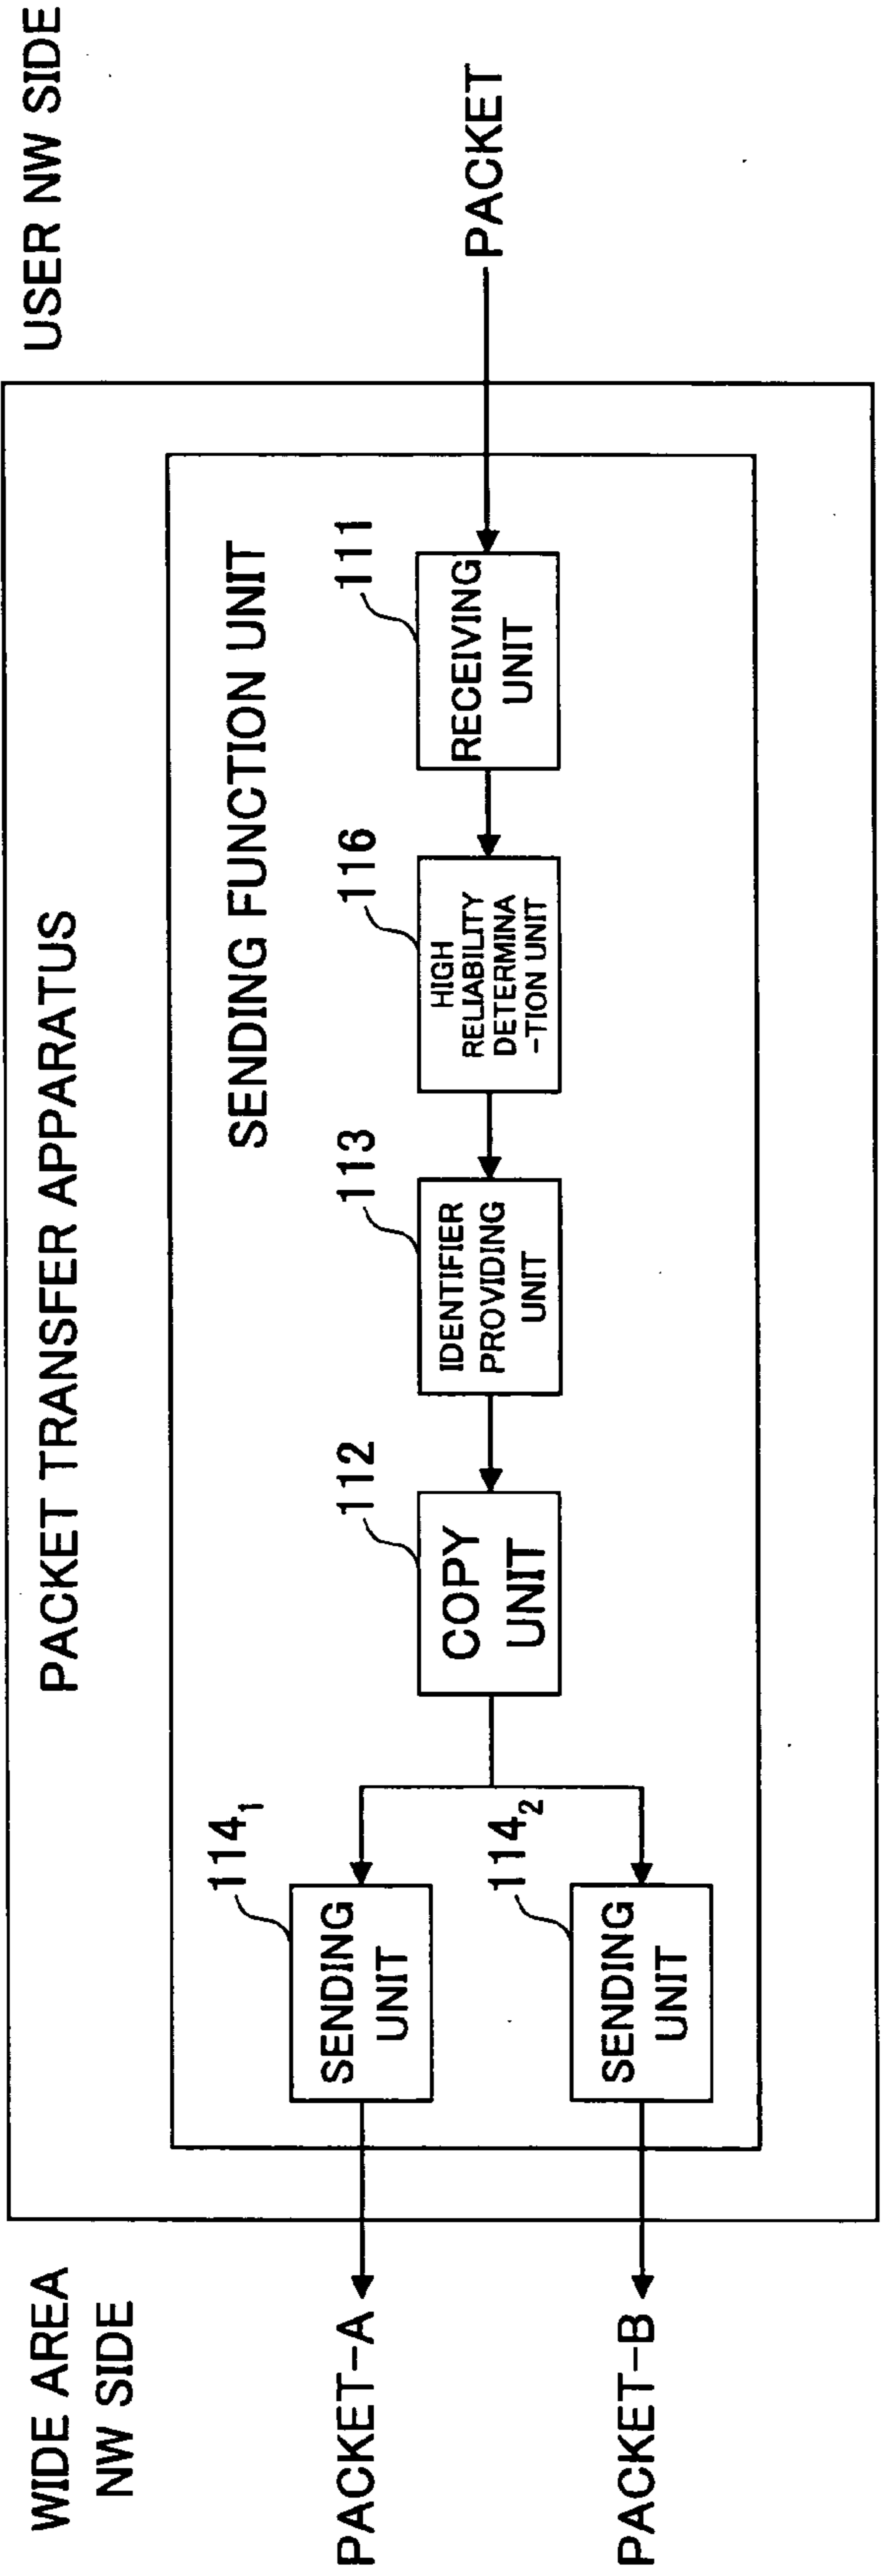 WIDE AREA
NW SIDE
PACKET TRANSFER APPARATUS
USER NW SIDE
SENDING FUNCTION UNIT
PACKET-A
114₁
SENDING
UNIT
PACKET-B
114₂
SENDING
UNIT
112
COPY
UNIT
113
IDENTIFIER
PROVIDING
UNIT
116
HIGH
RELIABILITY
DETERMINA
-TION UNIT
111
RECEIVING
UNIT
PACKET